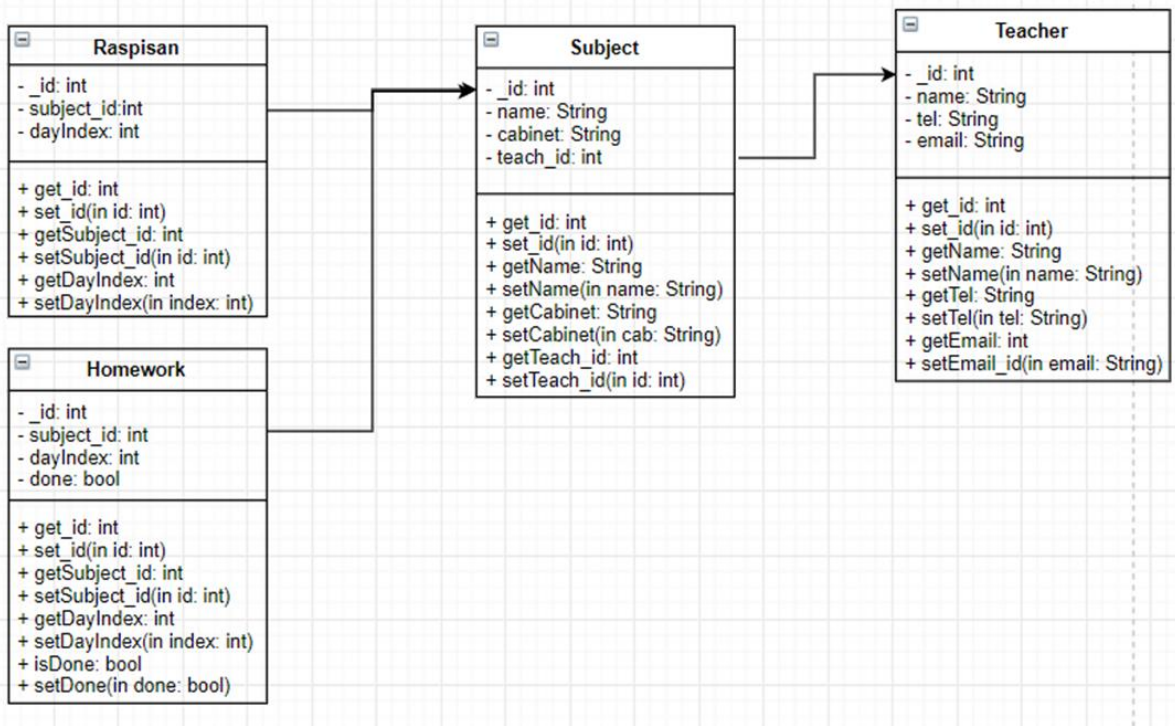 Raspisan
- _id: int
- subject_id:int
- dayIndex: int
+ get_id: int
+ set_id(in id: int)
+ getSubject_id: int
+ setSubject_id(in id: int)
+ getDayIndex: int
+ setDayIndex(in index: int)
Homework
- _id: int
- subject_id: int
- dayIndex: int
- done: bool
+ get_id: int
+ set_id(in id: int)
+ getSubject_id: int
+ setSubject_id(in id: int)
+ getDayIndex: int
+ setDayIndex(in index: int)
+ isDone: bool
+ setDone(in done: bool)
Subject
- _id: int
- name: String
- cabinet: String
- teach_id: int
+ get_id: int
+ set_id(in id: int)
+ getName: String
+ setName(in name: String)
+ getCabinet: String
+ setCabinet(in cab: String)
+ getTeach_id: int
+ setTeach_id(in id: int)
Teacher
- _id: int
- name: String
- tel: String
- email: String
+ get_id: int
+ set_id(in id: int)
+ getName: String
+ setName(in name: String)
+ getTel: String
+ setTel(in tel: String)
+ getEmail: int
+ setEmail_id(in email: String)